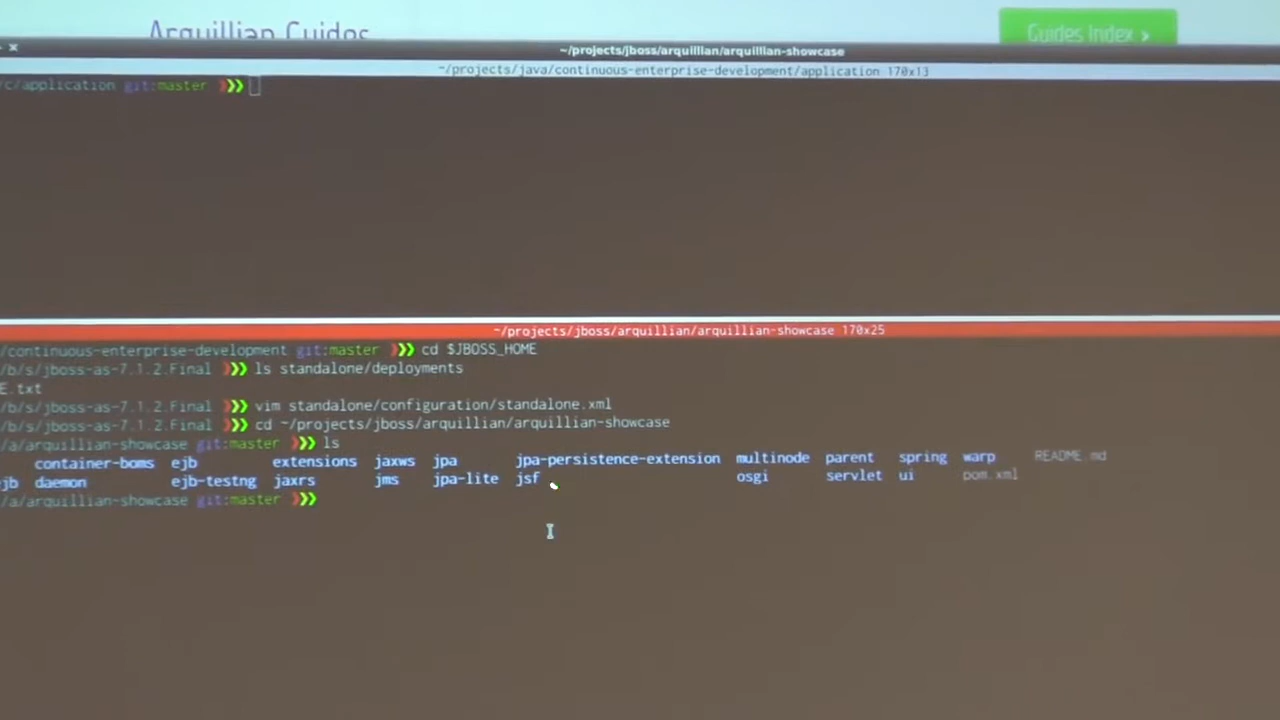 Arquillian Guides
Guides Index ›
~/projects/jboss/arquillian/arquillian-showcase
~/projects/java/continuous-enterprise-development/application 170x13
/c/application git:master ❯❯❯
~/projects/jboss/arquillian/arquillian-showcase 170x25
/continuous-enterprise-development git:master ❯❯❯ cd $JBOSS_HOME
/b/s/jboss-as-7.1.2.Final ❯❯❯ ls standalone/deployments
E.txt
/b/s/jboss-as-7.1.2.Final ❯❯❯ vim standalone/configuration/standalone.xml
/b/s/jboss-as-7.1.2.Final ❯❯❯ cd ~/projects/jboss/arquillian/arquillian-showcase
/a/arquillian-showcase git:master ❯❯❯ ls
container-boms ejb extensions jaxws jpa jpa-persistence-extension multinode parent spring warp README.md
ejb daemon ejb-testng jaxrs jms jpa-lite jsf osgi servlet ui pom.xml
/a/arquillian-showcase git:master ❯❯❯